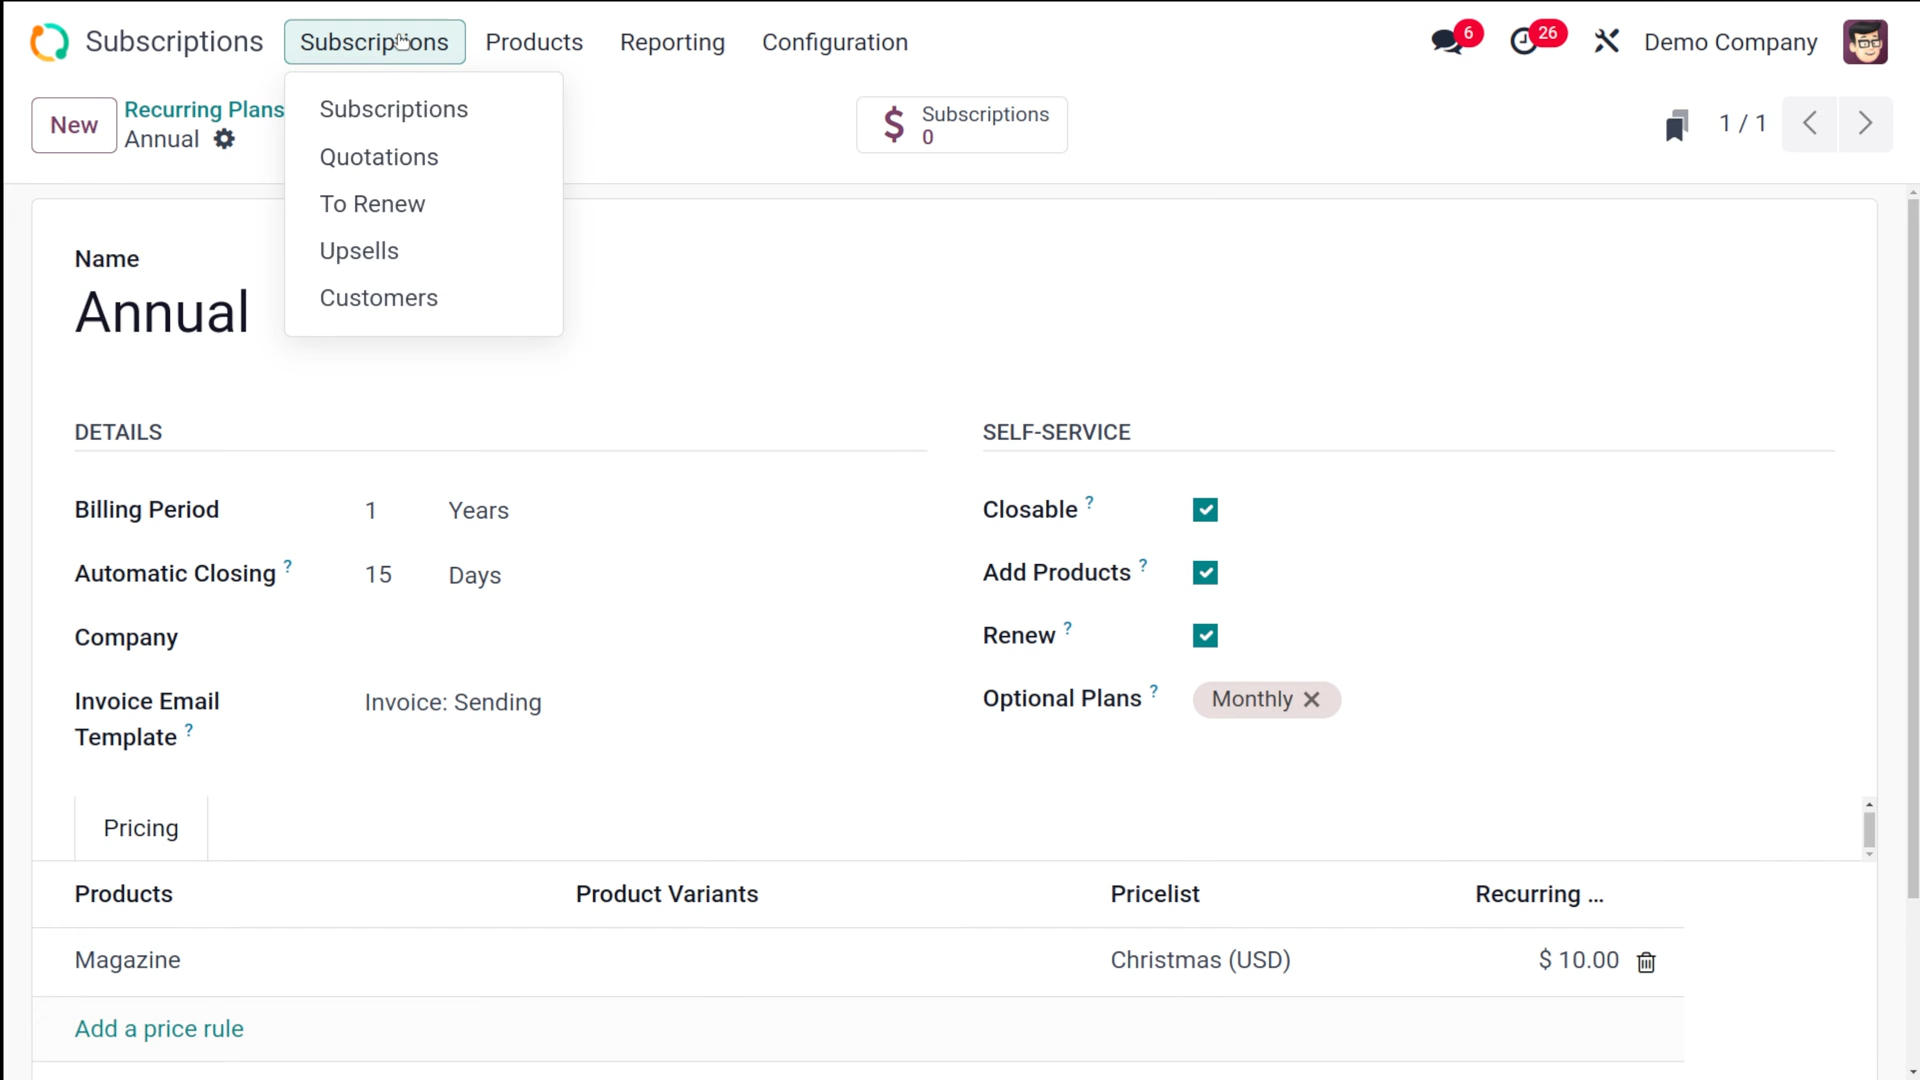 Subscriptions Subscriptions Products Reporting Configuration 6 26 Demo Company
New Recurring Plans Subscriptions 1 / 1
Annual 0
Subscriptions
Quotations
To Renew
Upsells
Customers
Name
Annual
DETAILS SELF-SERVICE
Billing Period 1 Years Closable ?
Automatic Closing ? 15 Days Add Products ?
Company Renew ?
Invoice Email Invoice: Sending Optional Plans ? Monthly
Template ?
Pricing
Products Product Variants Pricelist Recurring ...
Magazine Christmas (USD) $ 10.00
Add a price rule